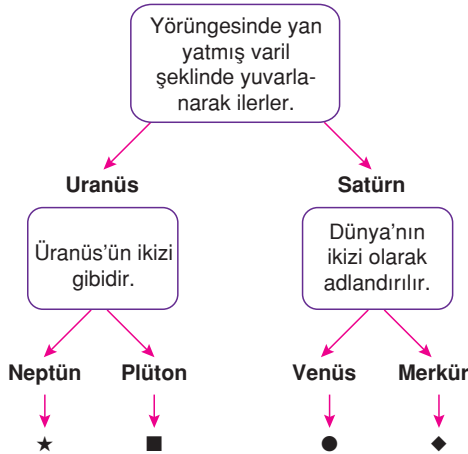 Yörüngesinde yan
yatmış varil
şeklinde yuvarla-
narak ilerler.
Uranüs
Satürn
Üranüs'ün ikizi
gibidir.
Dünya'nın
ikizi olarak
adlandırılır.
Neptün Plüton Venüs Merkür
★ ■ ● ◆